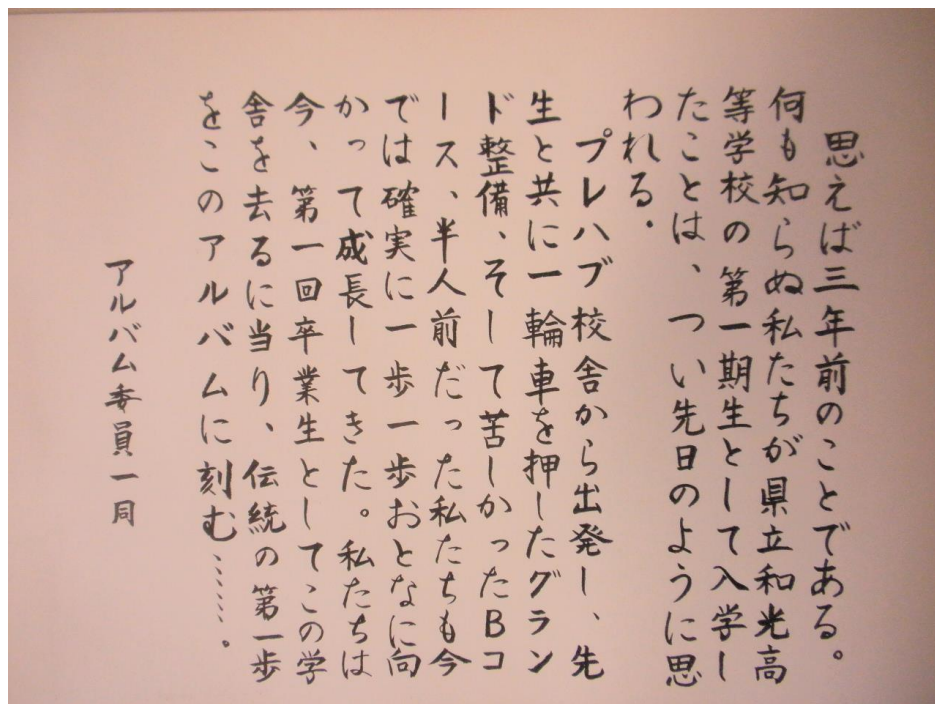 思えば三年前のことである。
何も知らぬ私たちが県立和光高
等学校の第一期生として入学し
たことは、つい先日のように思
われる。
プレハブ校舎から出発し、先
生と共に一輪車を押したグラン
ド整備、そして苦しかったBコ
ース、半人前だった私たちも今
では確実に一歩一歩おとなに向
かって成長してきた。私たちは
今、第一回卒業生としてこの学
舎を去るに当り、伝統の第一歩
をこのアルバムに刻む……。
アルバム委員一同